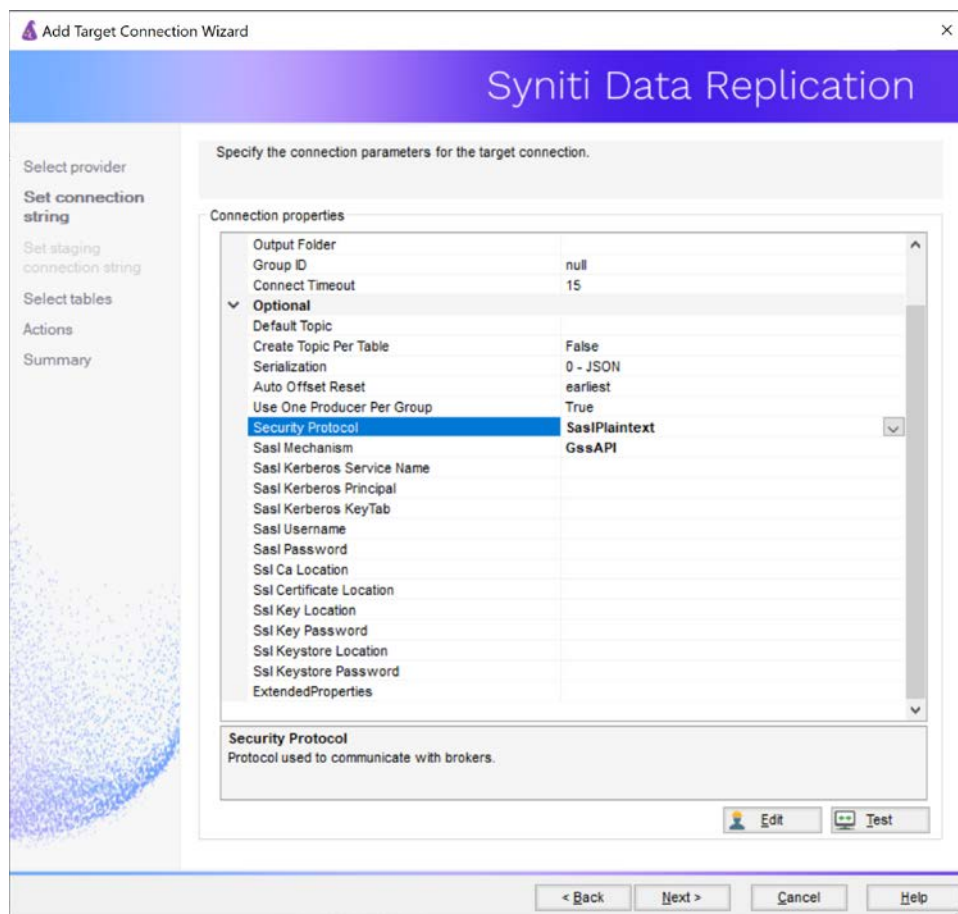 Add Target Connection Wizard
Syniti Data Replication
Select provider
Set connection
string
Set staging
connection string
Select tables
Actions
Summary
Specify the connection parameters for the target connection.
Connection properties
Output Folder
Group ID null
Connect Timeout 15
Optional
Default Topic
Create Topic Per Table False
Serialization 0 - JSON
Auto Offset Reset earliest
Use One Producer Per Group True
Security Protocol SaslPlaintext
Sasl Mechanism GssAPI
Sasl Kerberos Service Name
Sasl Kerberos Principal
Sasl Kerberos KeyTab
Sasl Username
Sasl Password
Ssl Ca Location
Ssl Certificate Location
Ssl Key Location
Ssl Key Password
Ssl Keystore Location
Ssl Keystore Password
ExtendedProperties
Security Protocol
Protocol used to communicate with brokers.
Edit Test
< Back Next > Cancel Help